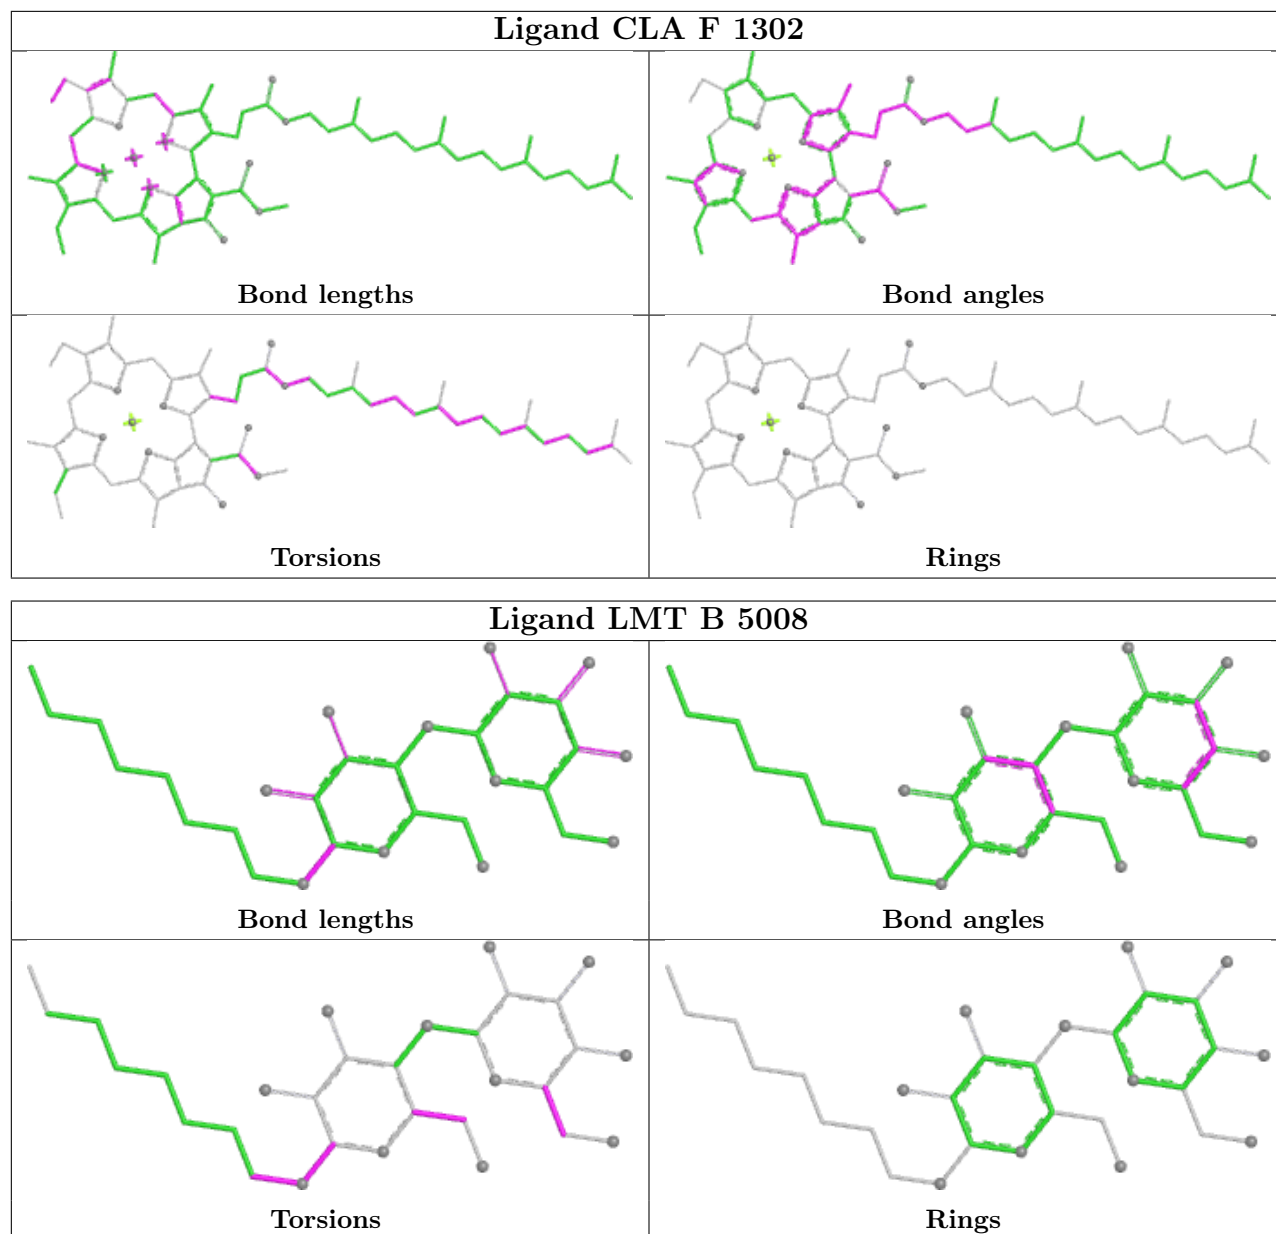 Ligand CLA F 1302
Bond lengths
Bond angles
Torsions
Rings
Ligand LMT B 5008
Bond lengths
Bond angles
Torsions
Rings